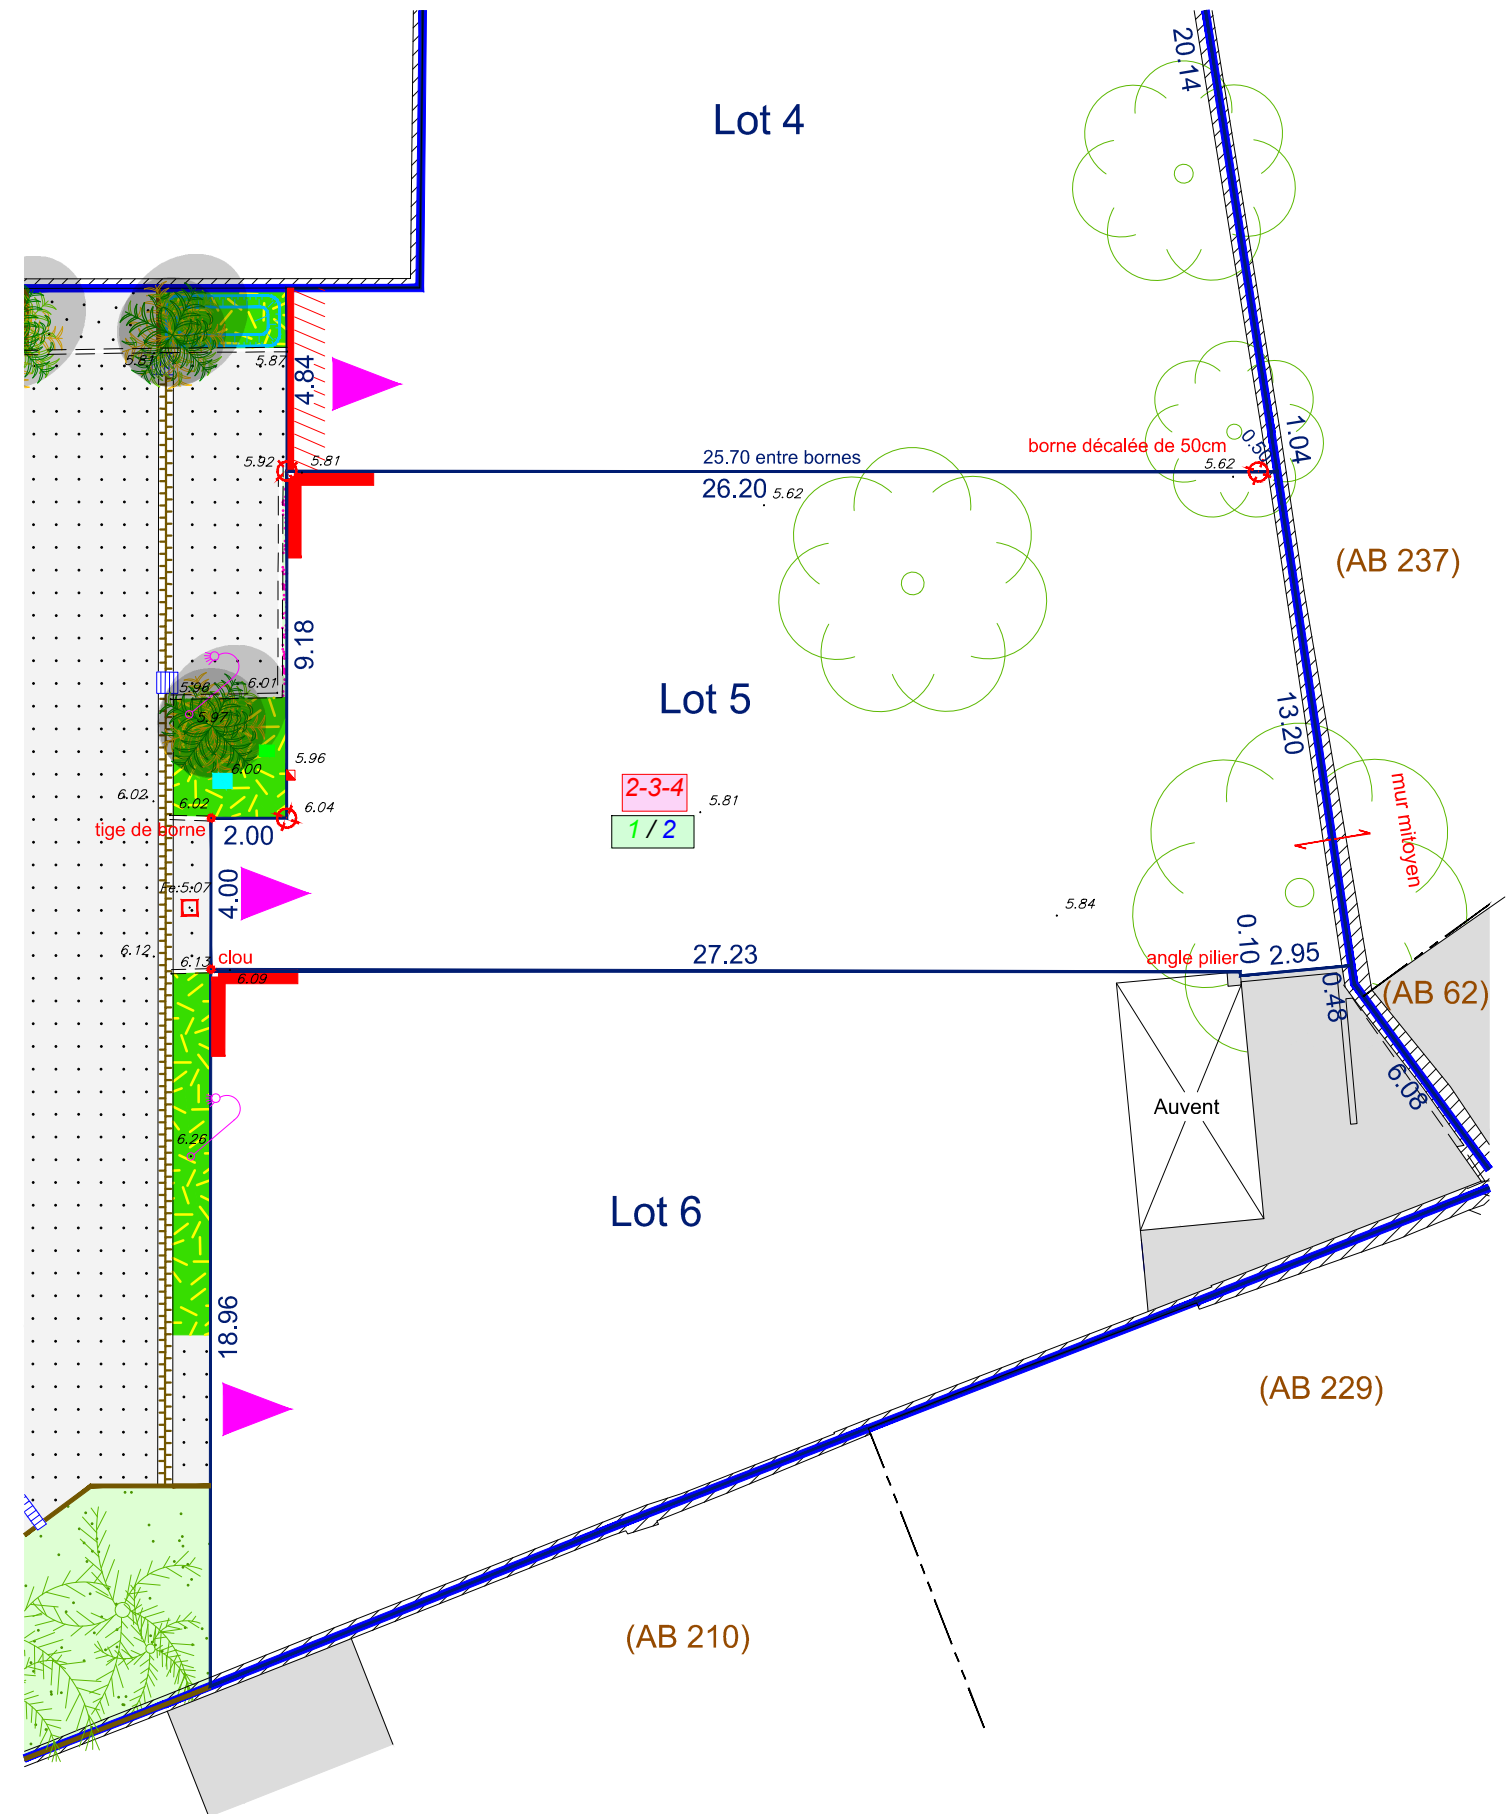 20.14
Lot 4
5.81
5.87
4.84
5.92
5.81
25.70 entre bornes
26.20
5.62
borne décalée de 50cm
5.62
0.50
1.04
(AB 237)
9.18
Lot 5
13.20
5.98
6.01
5.97
6.00
5.96
6.02
6.02
6.04
tige de borne
2.00
2-3-4
1 / 2
5.81
mur mitoyen
Fe:5.07
4.00
5.84
6.12
6.13
clou
6.09
27.23
angle pilier
0.10
2.95
0.48
(AB 62)
6.08
Auvent
6.26
Lot 6
18.96
(AB 229)
(AB 210)